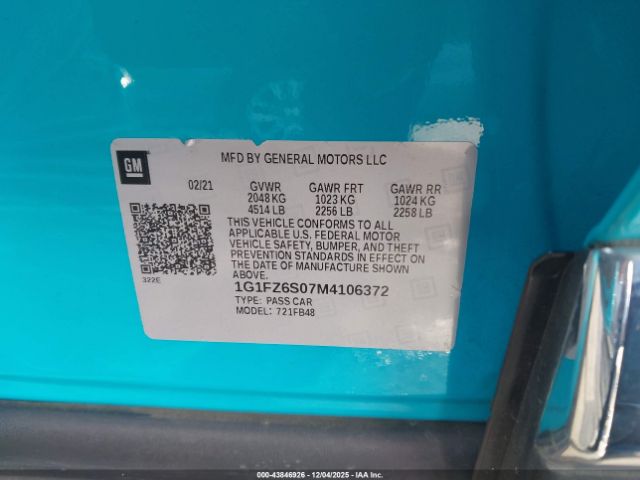 GM
MFD BY GENERAL MOTORS LLC
02/21 GVWR GAWR FRT GAWR RR
2048 KG 1023 KG 1024 KG
4514 LB 2256 LB 2258 LB
THIS VEHICLE CONFORMS TO ALL
APPLICABLE U.S. FEDERAL MOTOR
VEHICLE SAFETY, BUMPER, AND THEFT
PREVENTION STANDARDS IN EFFECT ON
THE DATE OF MANUFACTURE SHOWN
ABOVE.
322E
1G1FZ6S07M4106372
TYPE: PASS CAR
MODEL: 721FB48
00--43846926 - 12/04/2025 - IAAI.COM